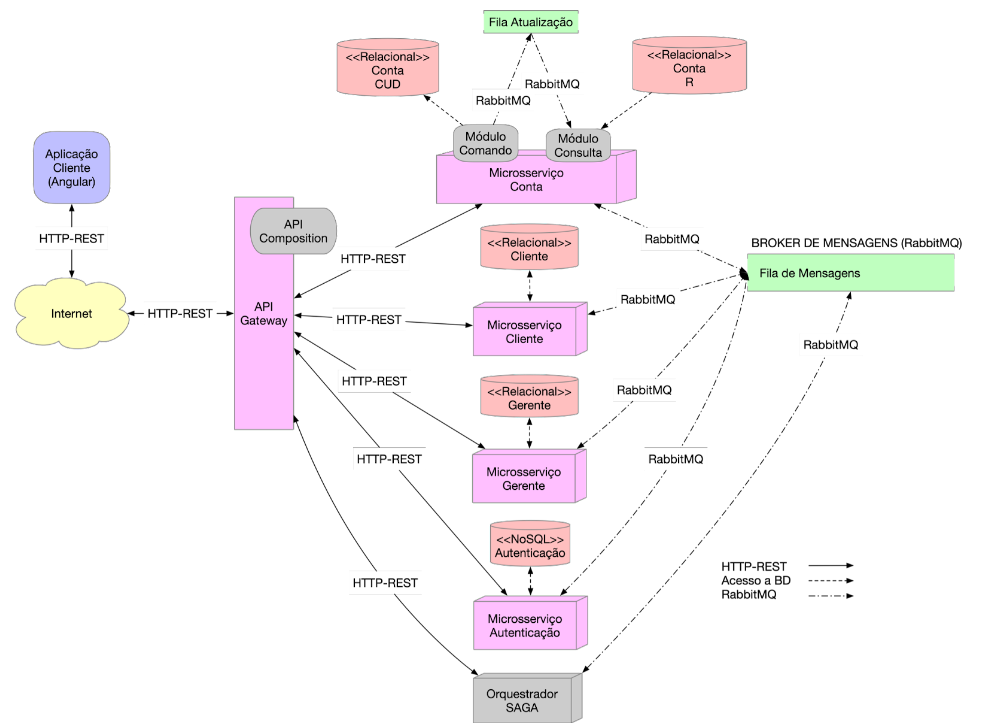 Fila Atualização
<<Relacional>>
Conta
CUD
<<Relacional>>
Conta
R
RabbitMQ
RabbitMQ
Módulo
Comando
Módulo
Consulta
Microsserviço
Conta
Aplicação
Cliente
(Angular)
HTTP-REST
Internet
HTTP-REST
API
Composition
API
Gateway
HTTP-REST
HTTP-REST
HTTP-REST
HTTP-REST
HTTP-REST
<<Relacional>>
Cliente
Microsserviço
Cliente
<<Relacional>>
Gerente
Microsserviço
Gerente
<<NoSQL>>
Autenticação
Microsserviço
Autenticação
Orquestrador
SAGA
RabbitMQ
RabbitMQ
RabbitMQ
RabbitMQ
RabbitMQ
BROKER DE MENSAGENS (RabbitMQ)
Fila de Mensagens
HTTP-REST
Acesso a BD
RabbitMQ